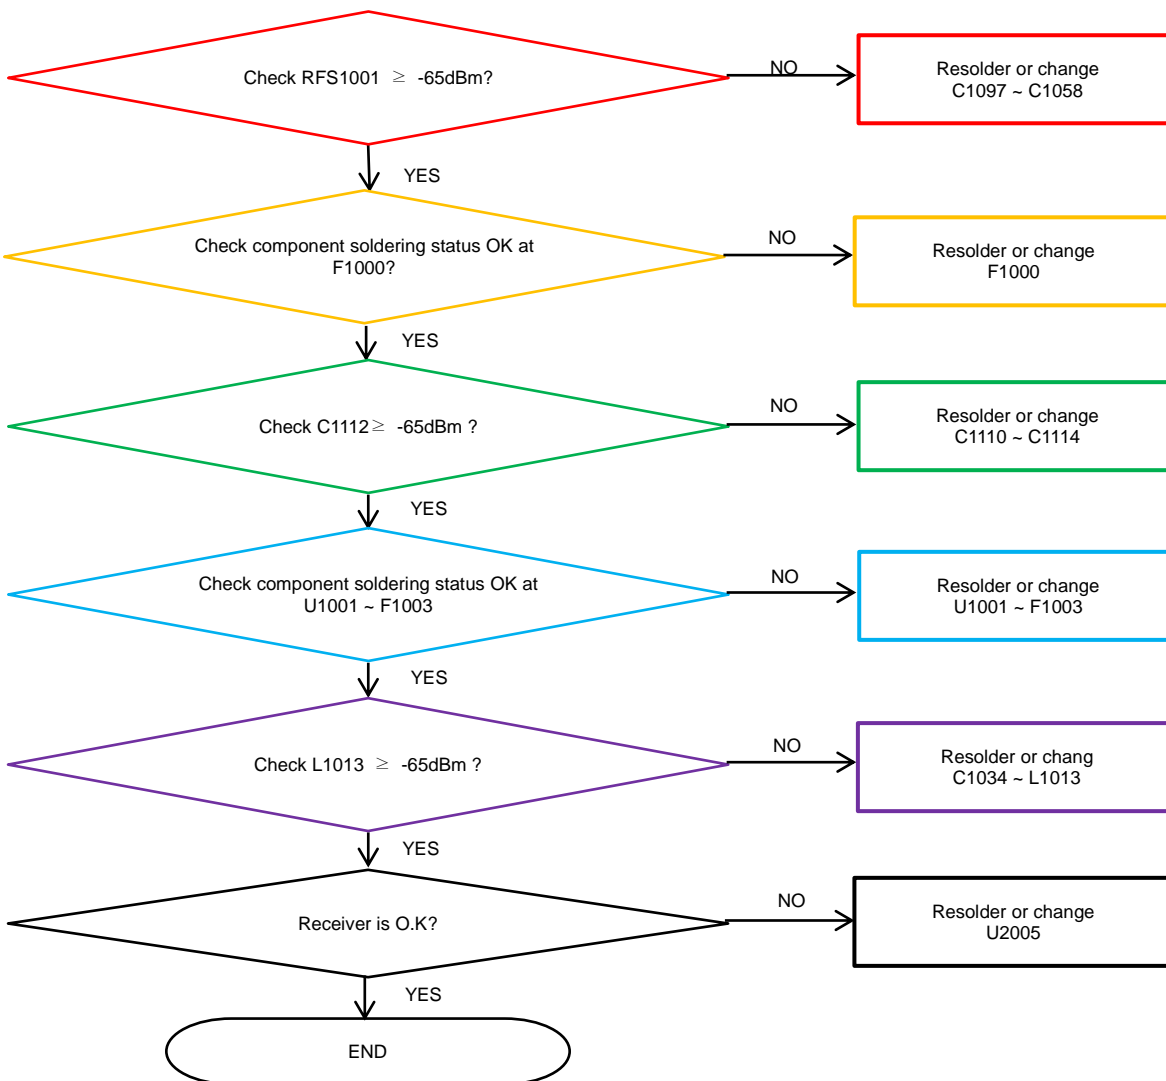 Check RFS1001 ≥ -65dBm?
NO
Resolder or change
C1097 ~ C1058
YES
Check component soldering status OK at
F1000?
NO
Resolder or change
F1000
YES
Check C1112≥ -65dBm ?
NO
Resolder or change
C1110 ~ C1114
YES
Check component soldering status OK at
U1001 ~ F1003
NO
Resolder or change
U1001 ~ F1003
YES
Check L1013 ≥ -65dBm ?
NO
Resolder or chang
C1034 ~ L1013
YES
Receiver is O.K?
NO
Resolder or change
U2005
YES
END